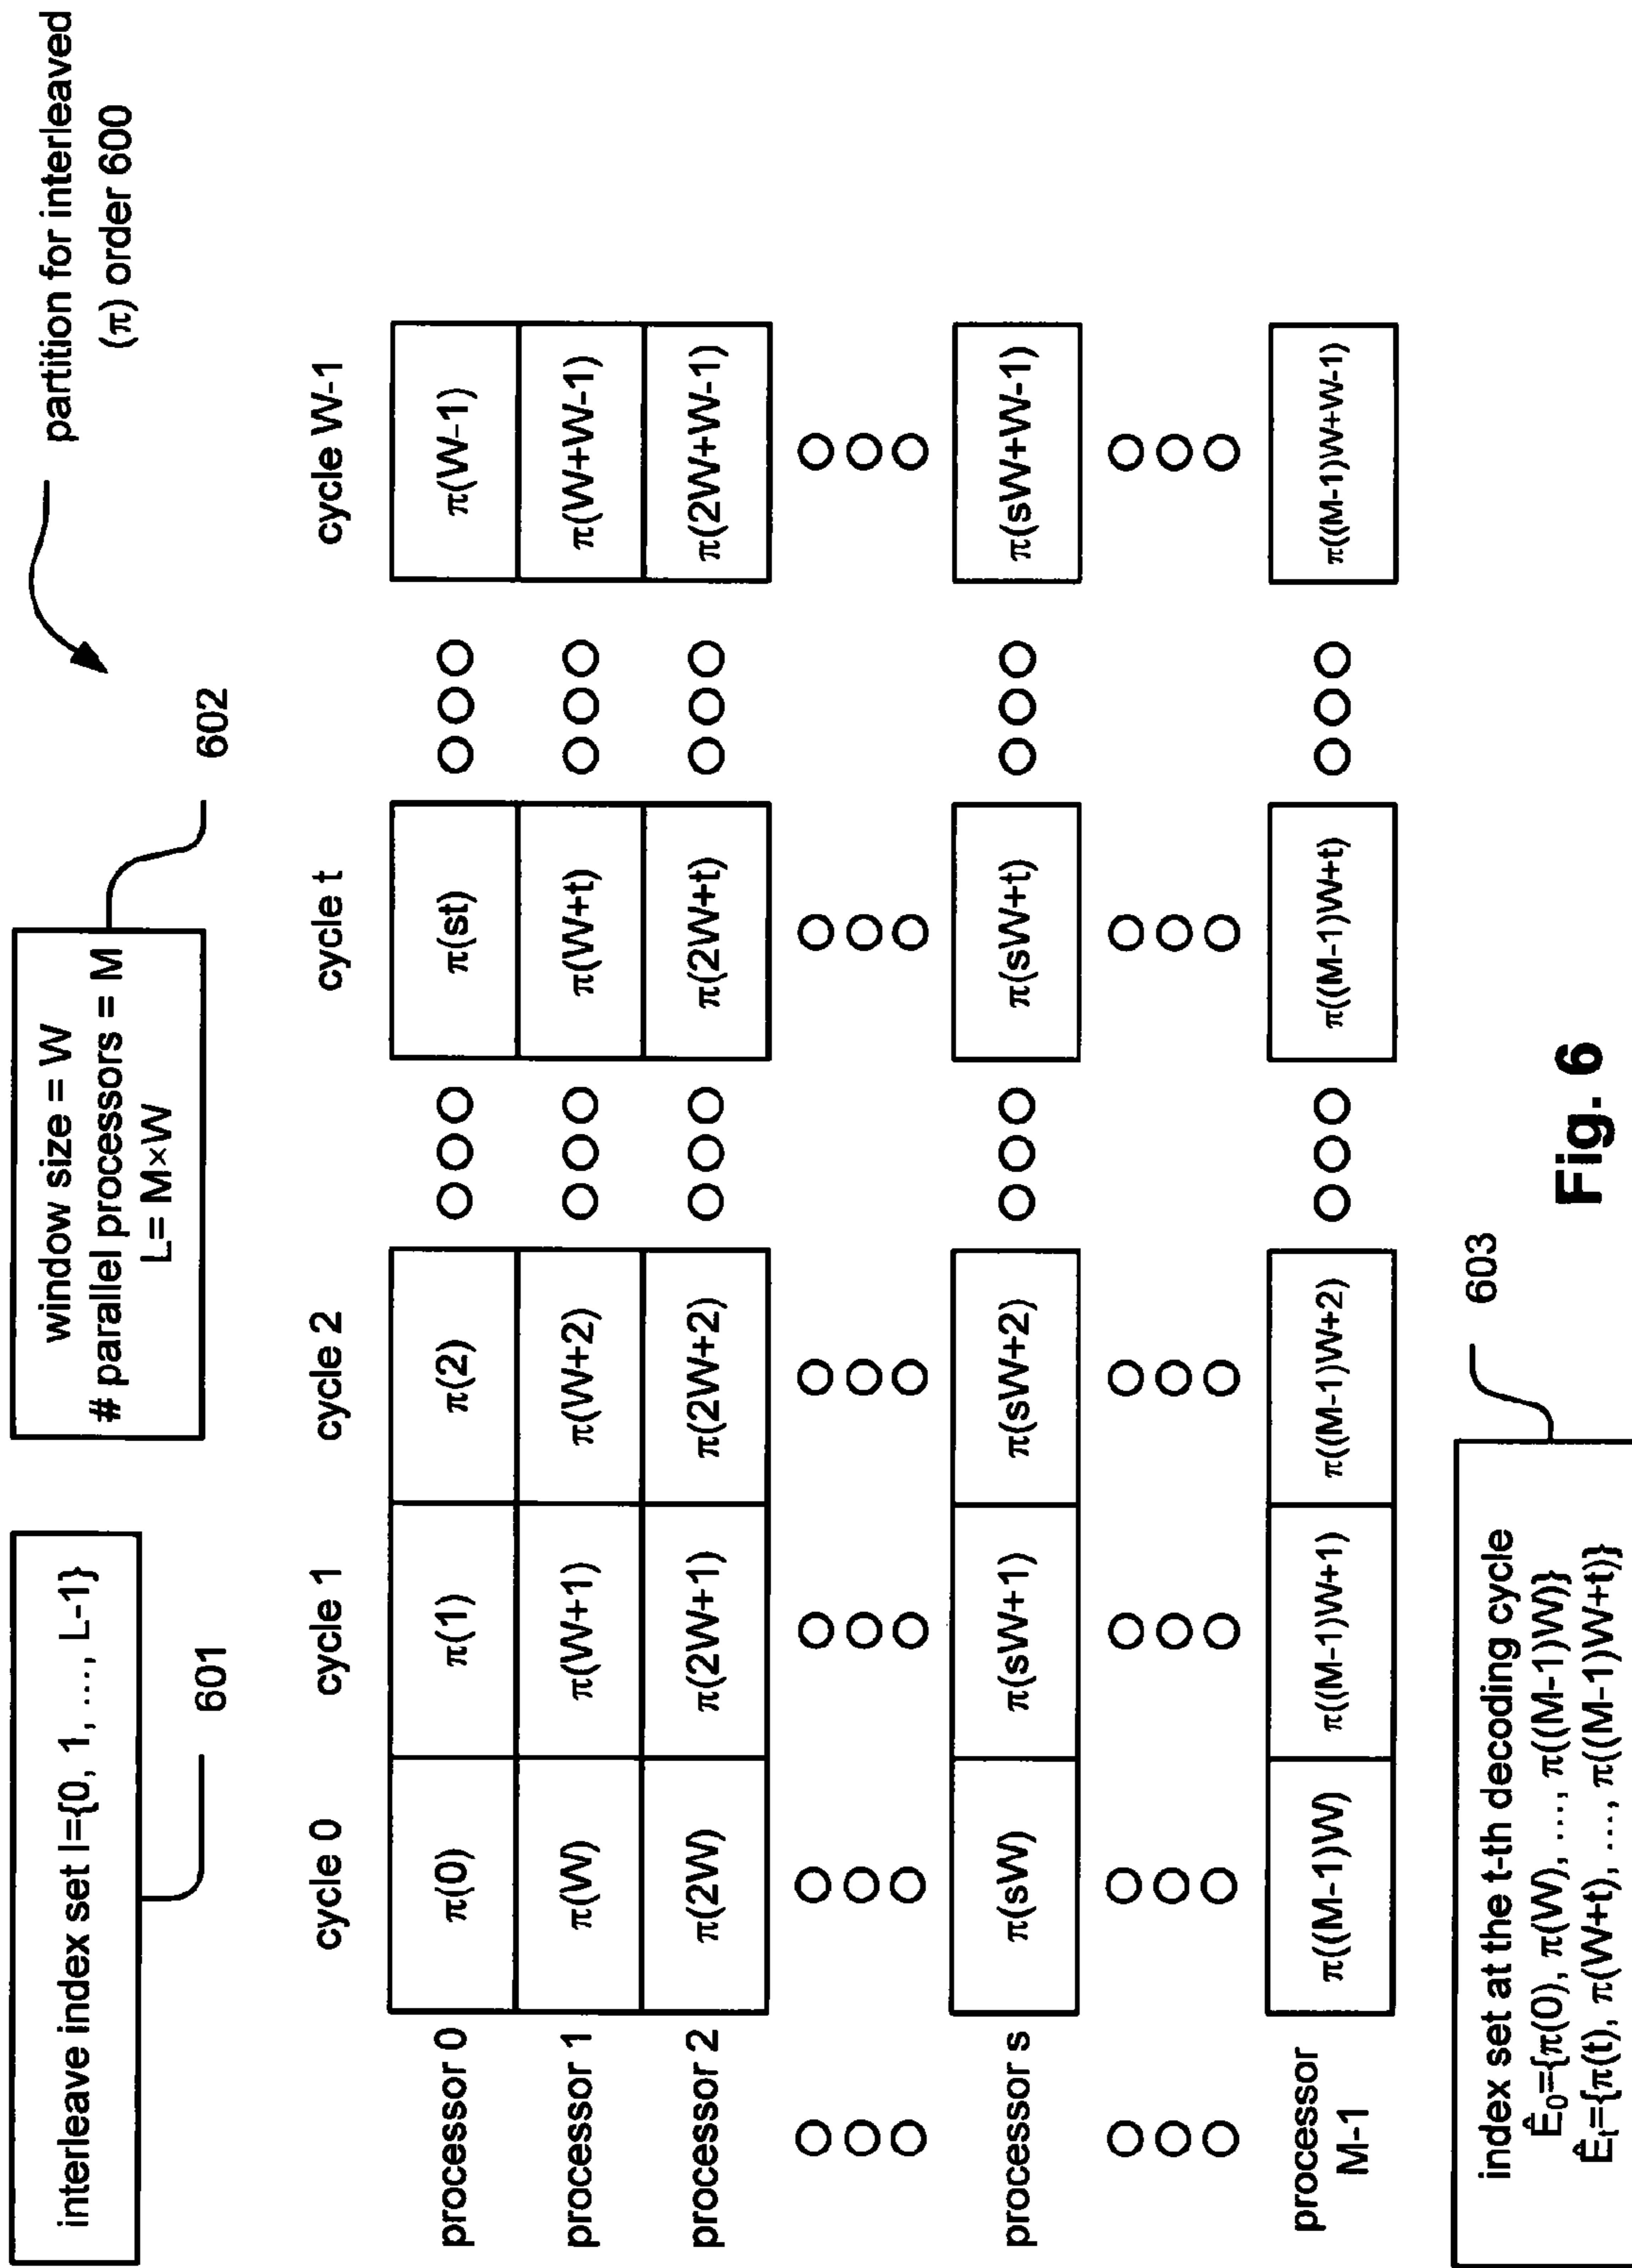 partition for interleaved
(π) order 600
interleave index set I={0, 1, ..., L-1}
601
window size = W
# parallel processors = M
L= M×W
602
cycle 0 cycle 1 cycle 2 cycle t cycle W-1
processor 0 π(0) π(1) π(2) π(st) π(W-1)
processor 1 π(W) π(W+1) π(W+2) π(W+t) π(W+W-1)
processor 2 π(2W) π(2W+1) π(2W+2) π(2W+t) π(2W+W-1)
processor s π(sW) π(sW+1) π(sW+2) π(sW+t) π(sW+W-1)
processor
M-1 π((M-1)W) π((M-1)W+1) π((M-1)W+2) π((M-1)W+t) π((M-1)W+W-1)
index set at the t-th decoding cycle
Ê₀={π(0), π(W), ..., π((M-1)W)}
Êₜ={π(t), π(W+t), ..., π((M-1)W+t)}
603
Fig. 6